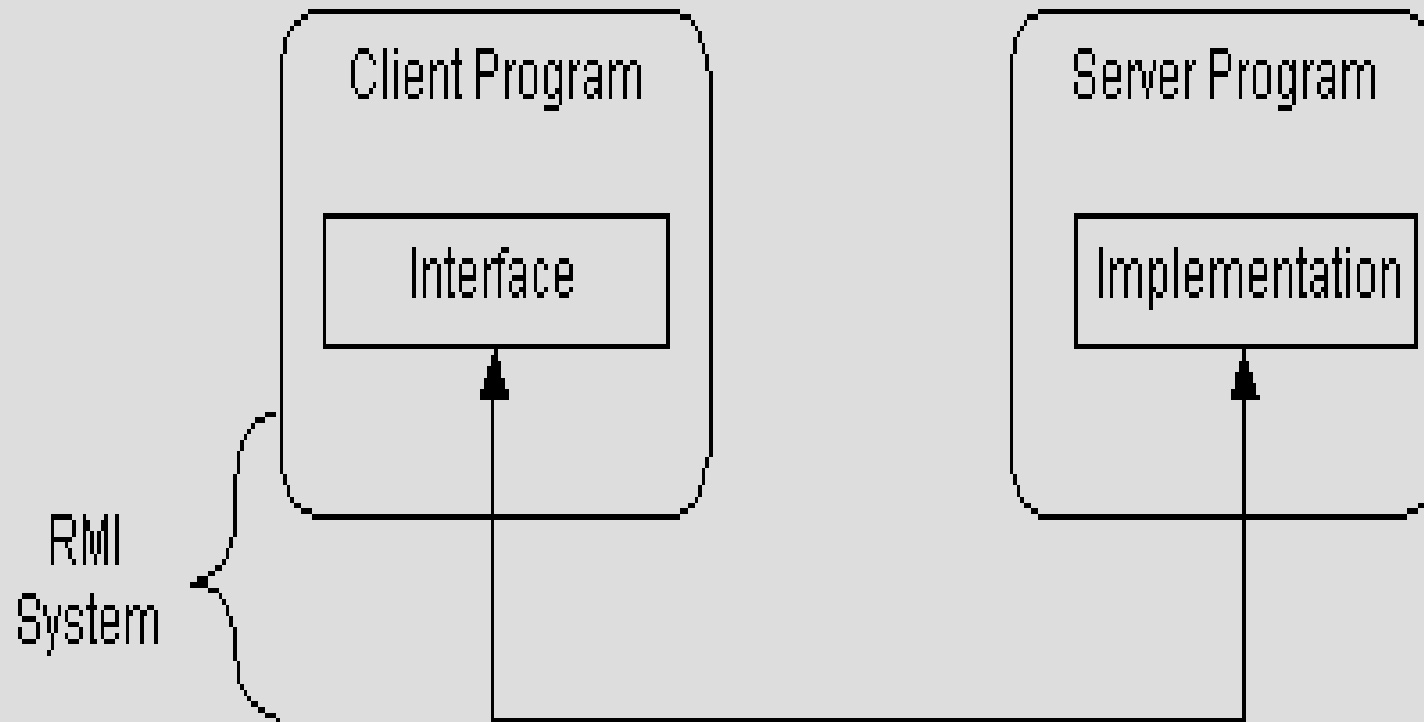 Client Program
Server Program
Interface
Implementation
RMI
System